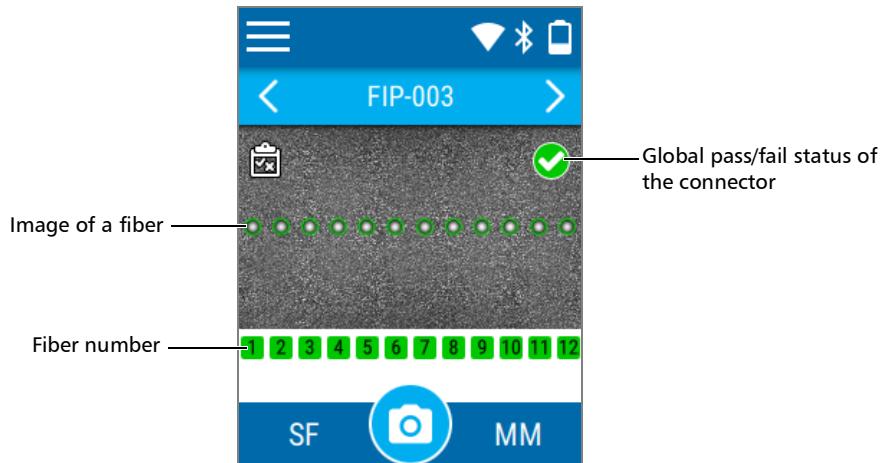 FIP-003
Global pass/fail status of
the connector
Image of a fiber
Fiber number
1 2 3 4 5 6 7 8 9 10 11 12
SF MM